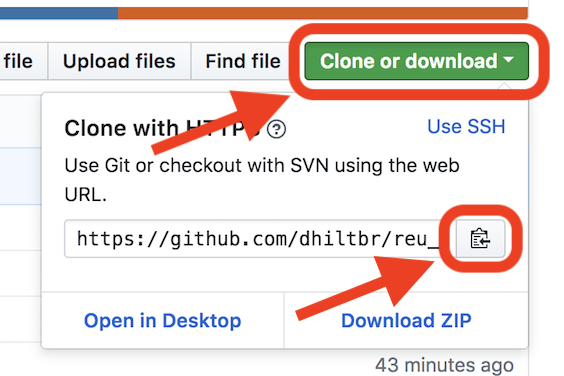 file Upload files Find file Clone or download
Clone with HTTPS Use SSH
Use Git or checkout with SVN using the web
URL.
https://github.com/dhiltbr/reu_
Open in Desktop Download ZIP
43 minutes ago